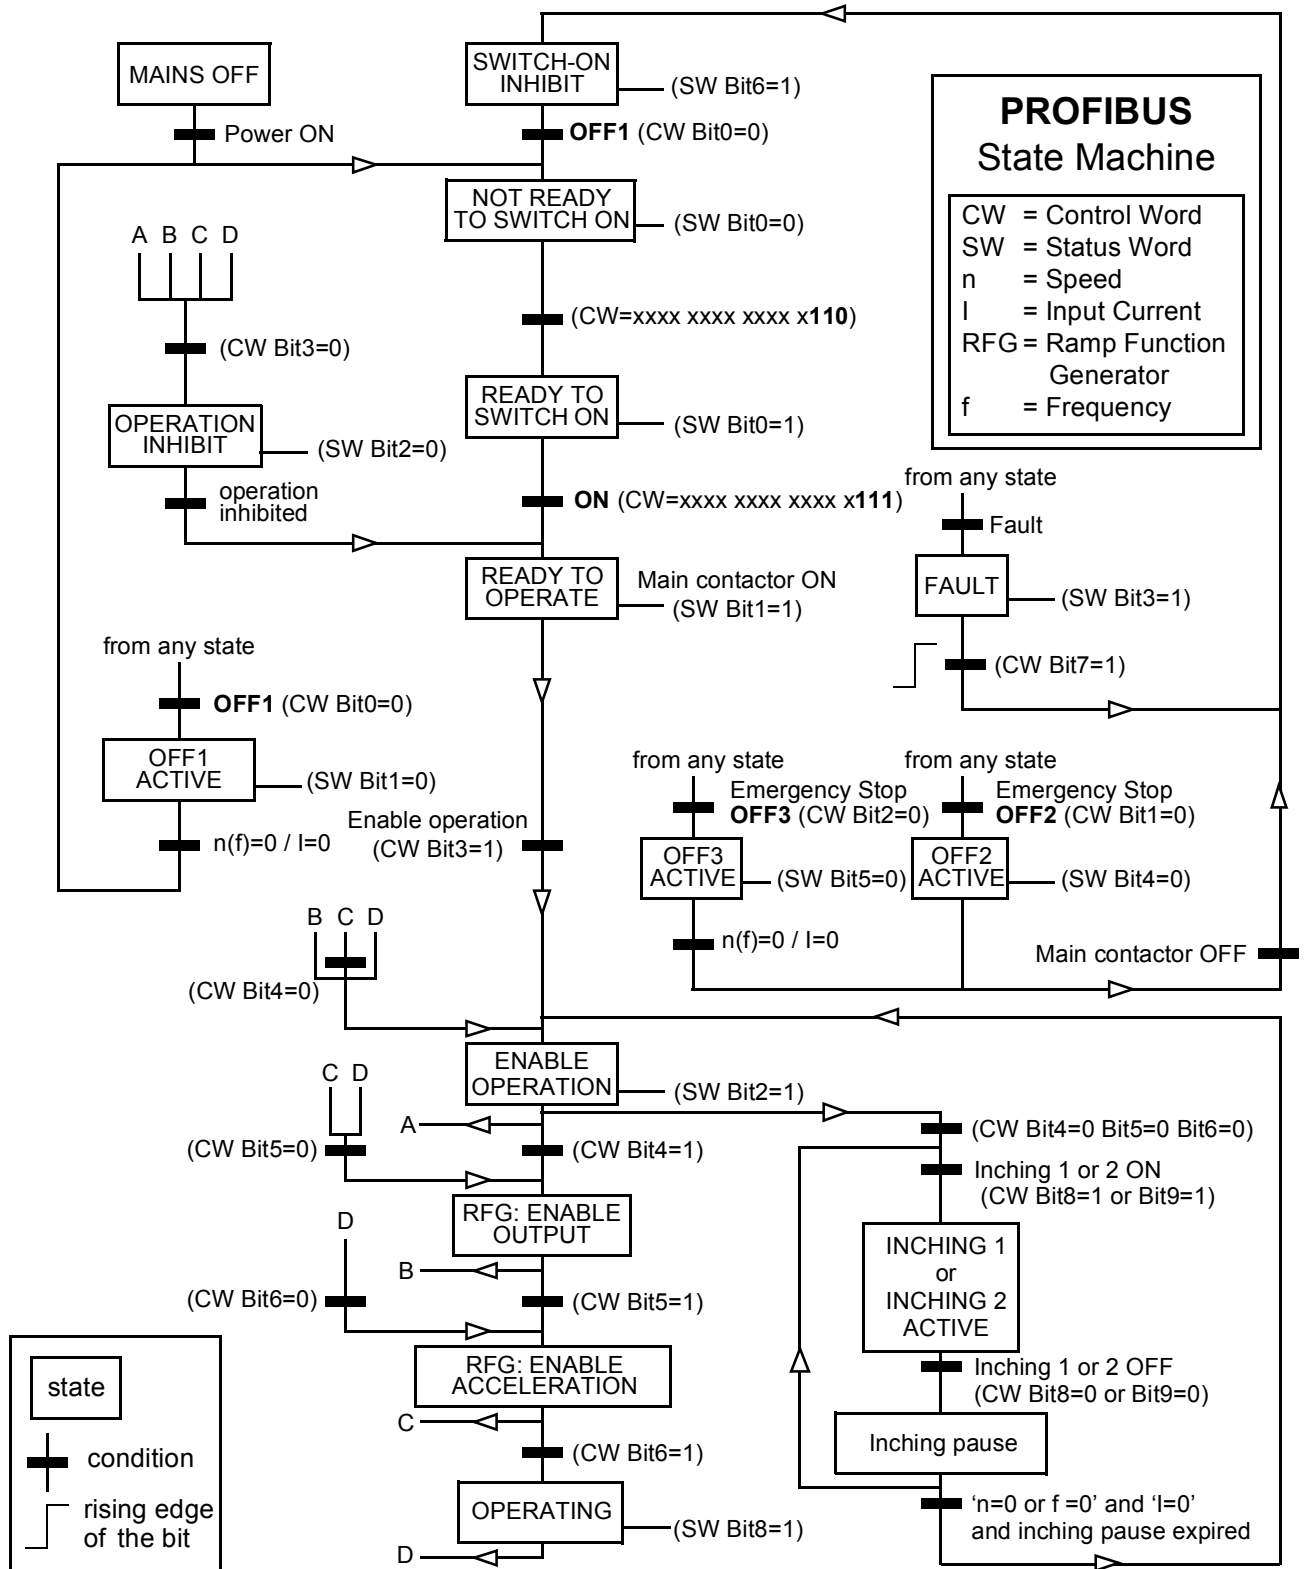 MAINS OFF
Power ON
SWITCH-ON
INHIBIT
(SW Bit6=1)
OFF1 (CW Bit0=0)
NOT READY
TO SWITCH ON
(SW Bit0=0)
(CW=xxxx xxxx xxxx x110)
READY TO
SWITCH ON
(SW Bit0=1)
ON (CW=xxxx xxxx xxxx x111)
READY TO
OPERATE
Main contactor ON
(SW Bit1=1)
PROFIBUS
State Machine
CW = Control Word
SW = Status Word
n = Speed
I = Input Current
RFG = Ramp Function
Generator
f = Frequency
A B C D
(CW Bit3=0)
OPERATION
INHIBIT
(SW Bit2=0)
operation
inhibited
from any state
Fault
FAULT
(SW Bit3=1)
(CW Bit7=1)
from any state
OFF1 (CW Bit0=0)
OFF1
ACTIVE
(SW Bit1=0)
n(f)=0 / I=0
Enable operation
(CW Bit3=1)
from any state
Emergency Stop
OFF3 (CW Bit2=0)
OFF3
ACTIVE
(SW Bit5=0)
n(f)=0 / I=0
from any state
Emergency Stop
OFF2 (CW Bit1=0)
OFF2
ACTIVE
(SW Bit4=0)
Main contactor OFF
B C D
(CW Bit4=0)
ENABLE
OPERATION
(SW Bit2=1)
A
C D
(CW Bit5=0)
(CW Bit4=1)
RFG: ENABLE
OUTPUT
B
D
(CW Bit6=0)
(CW Bit5=1)
RFG: ENABLE
ACCELERATION
C
(CW Bit6=1)
OPERATING
(SW Bit8=1)
D
(CW Bit4=0 Bit5=0 Bit6=0)
Inching 1 or 2 ON
(CW Bit8=1 or Bit9=1)
INCHING 1
or
INCHING 2
ACTIVE
Inching 1 or 2 OFF
(CW Bit8=0 or Bit9=0)
Inching pause
‘n=0 or f =0’ and ‘I=0’
and inching pause expired
state
condition
rising edge
of the bit